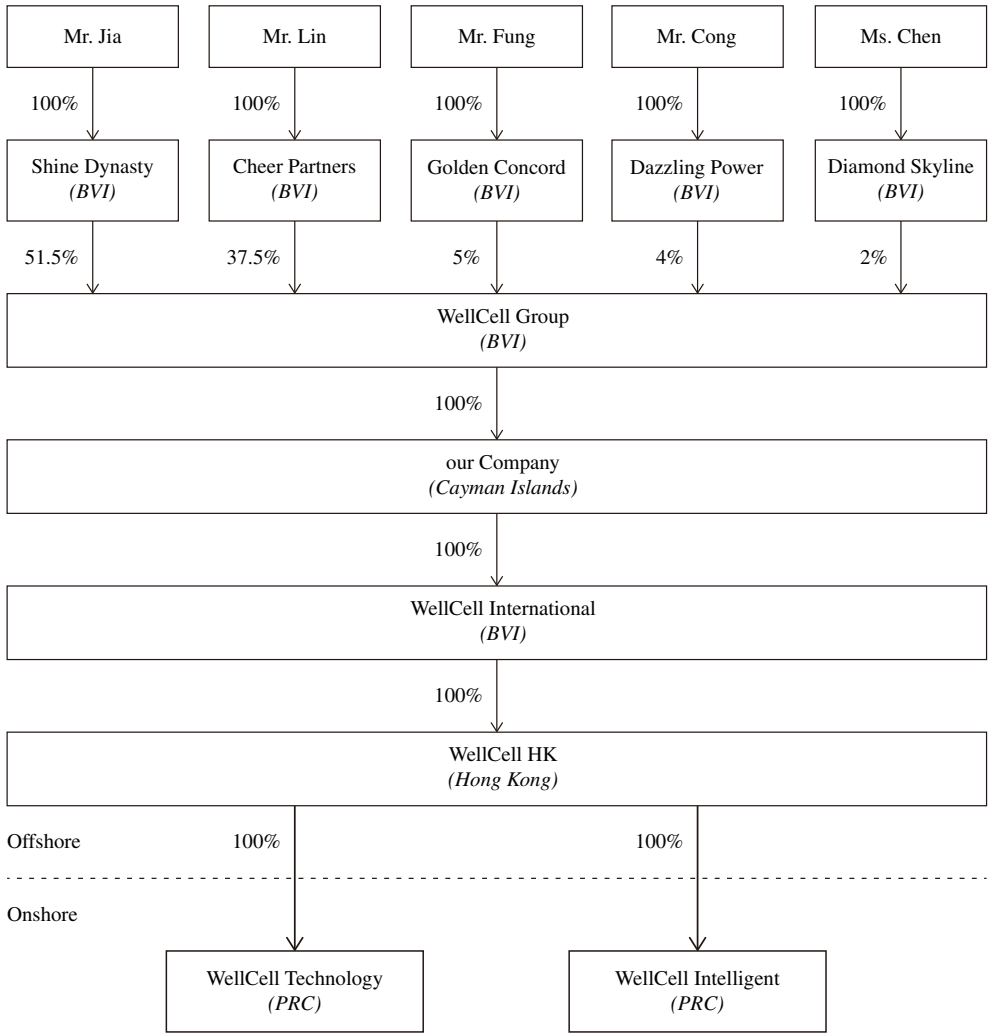 Mr. Jia
Mr. Lin
Mr. Fung
Mr. Cong
Ms. Chen
100%
100%
100%
100%
100%
Shine Dynasty
(BVI)
Cheer Partners
(BVI)
Golden Concord
(BVI)
Dazzling Power
(BVI)
Diamond Skyline
(BVI)
51.5%
37.5%
5%
4%
2%
WellCell Group
(BVI)
100%
our Company
(Cayman Islands)
100%
WellCell International
(BVI)
100%
WellCell HK
(Hong Kong)
Offshore
100%
100%
Onshore
WellCell Technology
(PRC)
WellCell Intelligent
(PRC)